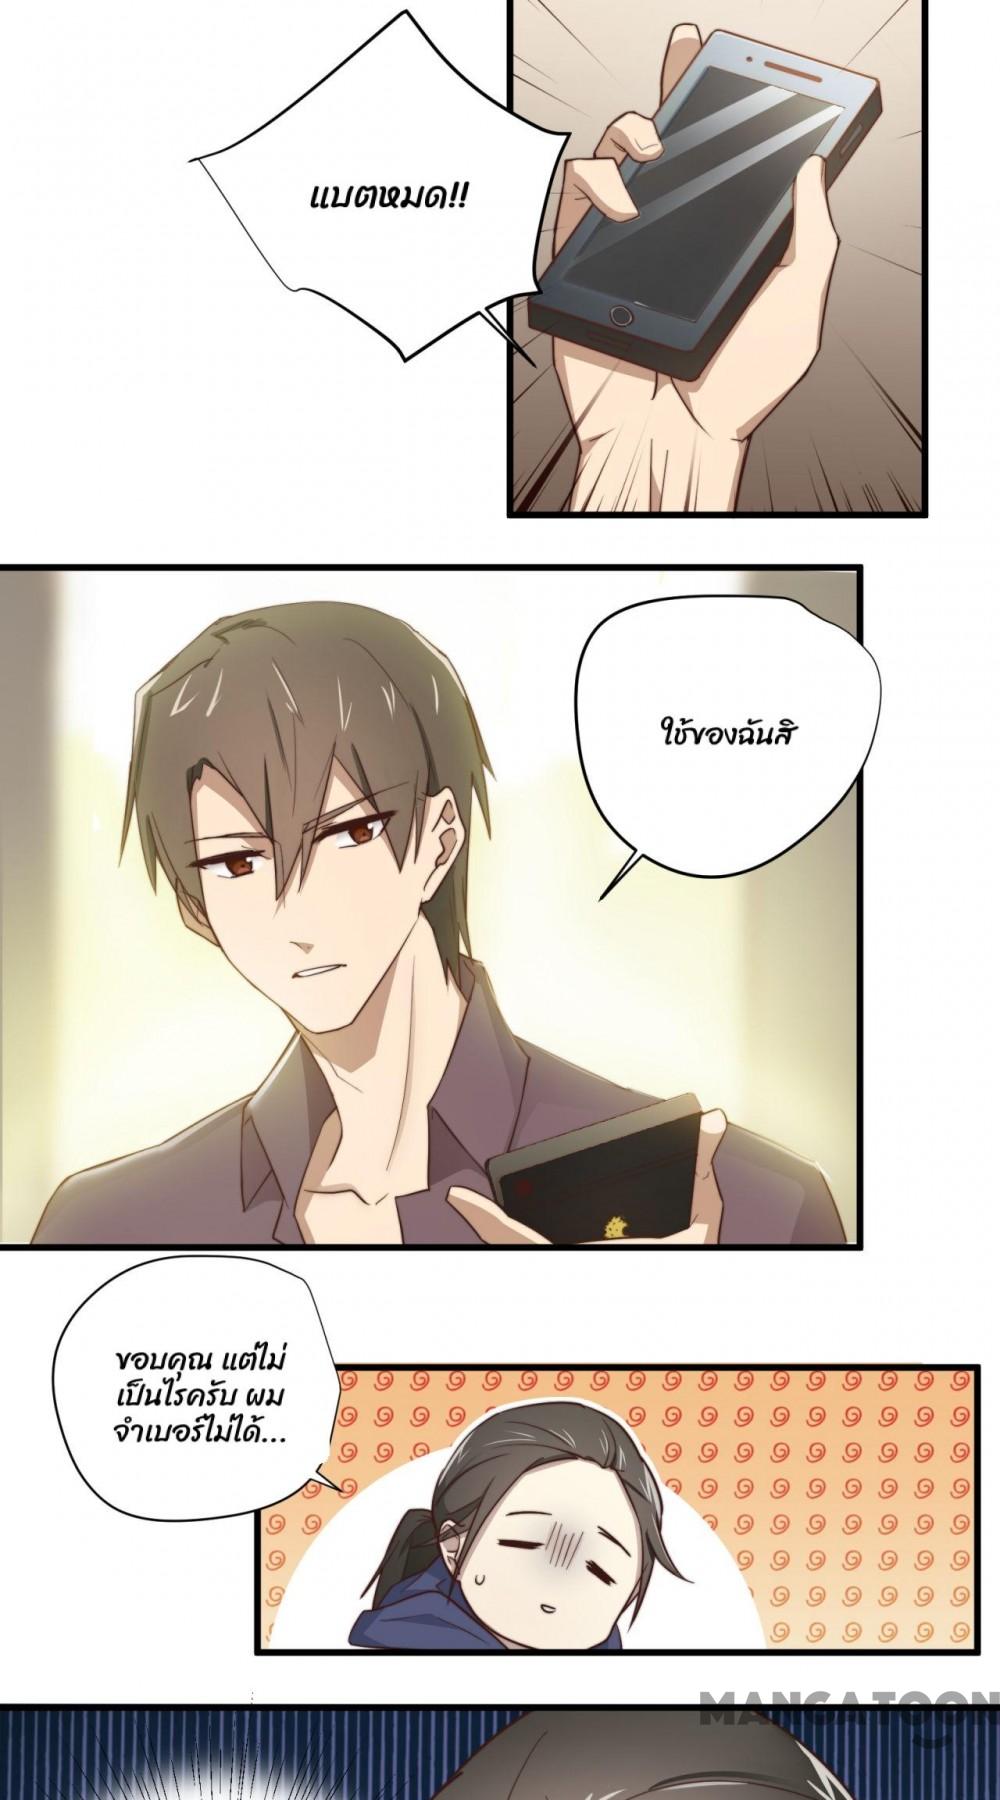 แบตหมด!!
ใช้ของฉันสิ
ขอบคุณ แต่ไม่
เป็นไรครับ ผม
จำเบอร์ไม่ได้...
MANGATOON